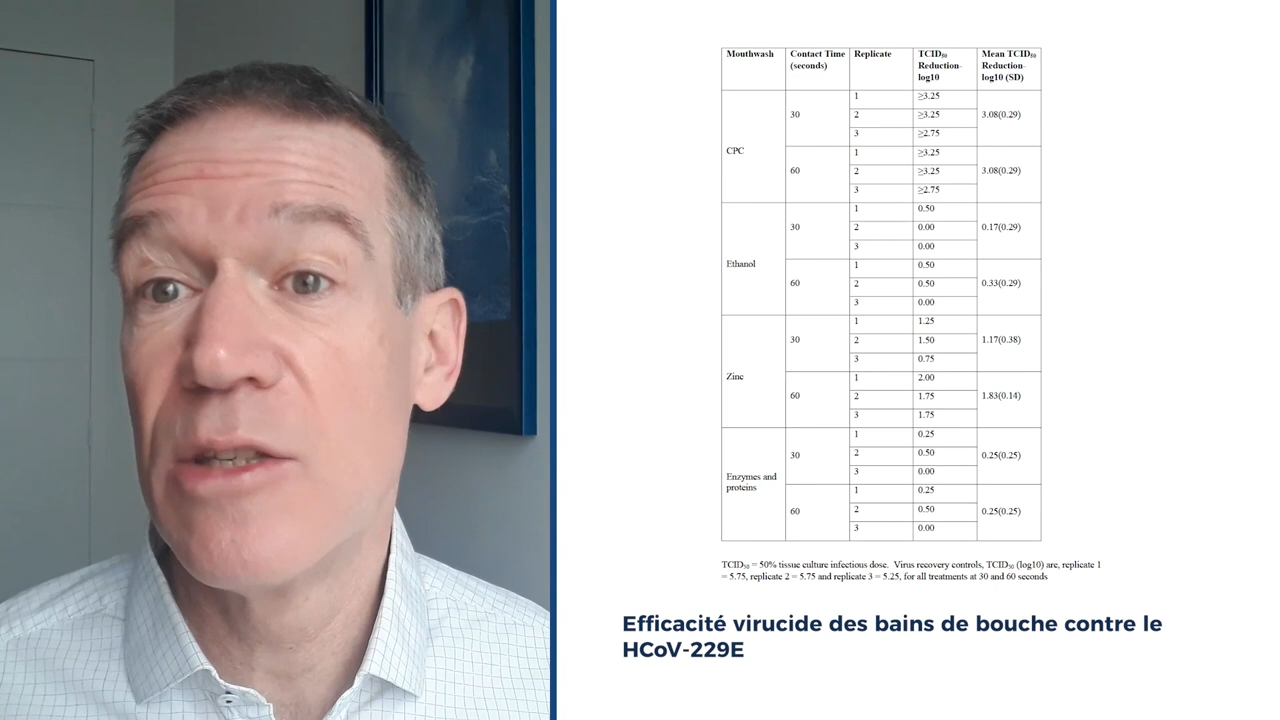 Mouthwash Contact Time (seconds) Replicate TCID₅₀ Reduction-log10 Mean TCID₅₀ Reduction-log10 (SD)
CPC 30 1 ≥3.25 3.08(0.29)
2 ≥3.25
3 ≥2.75
60 1 ≥3.25 3.08(0.29)
2 ≥3.25
3 ≥2.75
Ethanol 30 1 0.50 0.17(0.29)
2 0.00
3 0.00
60 1 0.50 0.33(0.29)
2 0.50
3 0.00
Zinc 30 1 1.25 1.17(0.38)
2 1.50
3 0.75
60 1 2.00 1.83(0.14)
2 1.75
3 1.75
Enzymes and proteins 30 1 0.25 0.25(0.25)
2 0.50
3 0.00
60 1 0.25 0.25(0.25)
2 0.50
3 0.00
TCID₅₀ = 50% tissue culture infectious dose. Virus recovery controls, TCID₅₀ (log10) are, replicate 1
= 5.75, replicate 2 = 5.75 and replicate 3 = 5.25, for all treatments at 30 and 60 seconds
Efficacité virucide des bains de bouche contre le
HCoV-229E